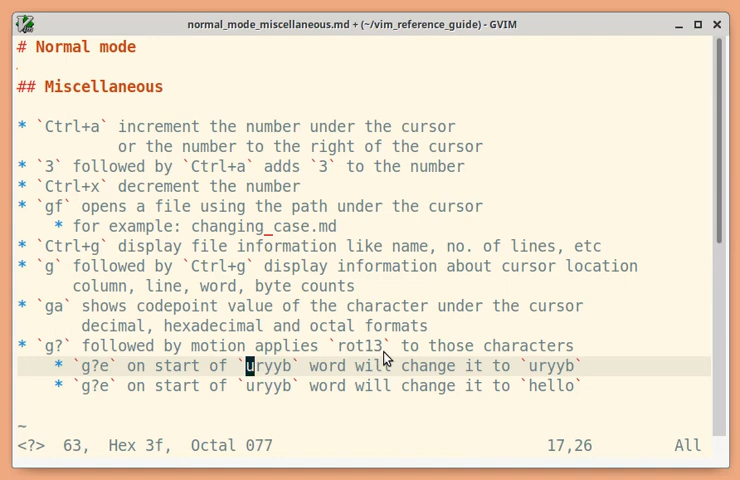 normal_mode_miscellaneous.md + (~/vim_reference_guide) - GVIM
# Normal mode
## Miscellaneous
* `Ctrl+a` increment the number under the cursor
or the number to the right of the cursor
* `3` followed by `Ctrl+a` adds `3` to the number
* `Ctrl+x` decrement the number
* `gf` opens a file using the path under the cursor
* for example: changing_case.md
* `Ctrl+g` display file information like name, no. of lines, etc
* `g` followed by `Ctrl+g` display information about cursor location
column, line, word, byte counts
* `ga` shows codepoint value of the character under the cursor
decimal, hexadecimal and octal formats
* `g?` followed by motion applies `rot13` to those characters
* `g?e` on start of `uryyb` word will change it to `uryyb`
* `g?e` on start of `uryyb` word will change it to `hello`
~
<?> 63, Hex 3f, Octal 077 17,26 All